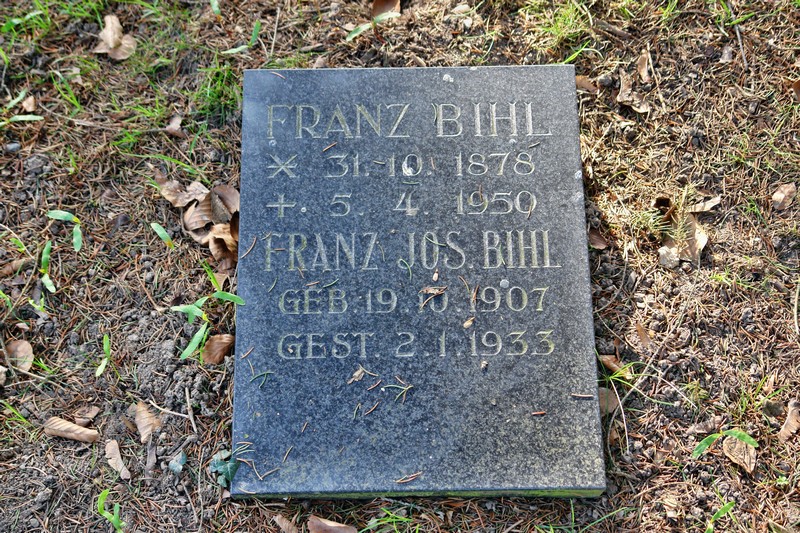 FRANZ BIHL
* 31. 10. 1878
+ 5. 4. 1950
FRANZ JOS. BIHL
GEB. 19. 10. 1907
GEST. 2. 1. 1933